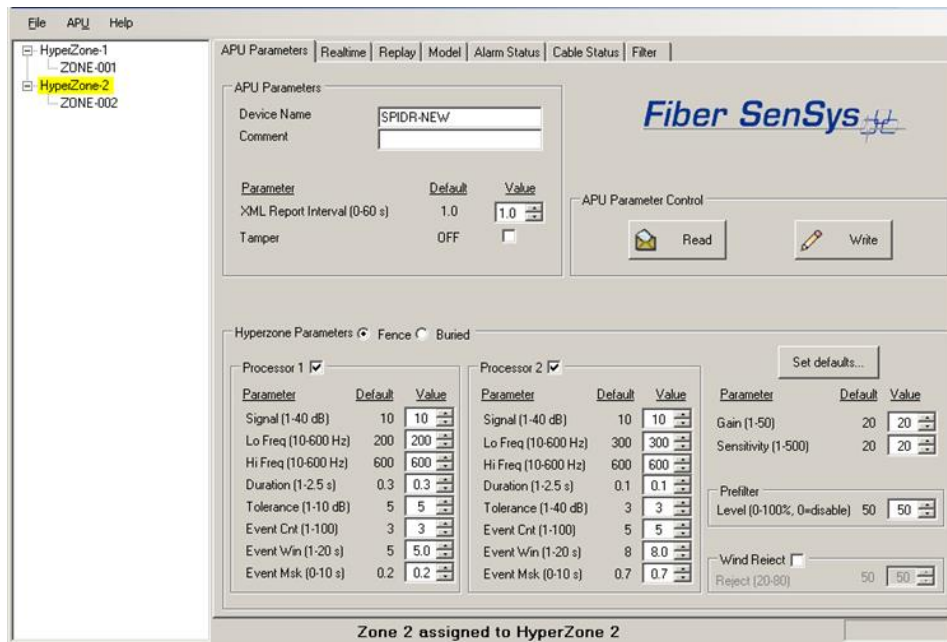 File APU Help
HyperZone-1
ZONE-001
HyperZone-2
ZONE-002
APU Parameters Realtime Replay Model Alarm Status Cable Status Filter
APU Parameters
Device Name SPIDR-NEW
Comment
Parameter Default Value
XML Report Interval (0-60 s) 1.0 1.0
Tamper OFF
Fiber SenSys
APU Parameter Control
Read Write
Hyperzone Parameters Fence Buried
Set defaults...
Processor 1
Parameter Default Value
Signal (1-40 dB) 10 10
Lo Freq (10-600 Hz) 200 200
Hi Freq (10-600 Hz) 600 600
Duration (1-2.5 s) 0.3 0.3
Tolerance (1-10 dB) 5 5
Event Cnt (1-100) 3 3
Event Win (1-20 s) 5 5.0
Event Msk (0-10 s) 0.2 0.2
Processor 2
Parameter Default Value
Signal (1-40 dB) 10 10
Lo Freq (10-600 Hz) 300 300
Hi Freq (10-600 Hz) 600 600
Duration (1-2.5 s) 0.1 0.1
Tolerance (1-40 dB) 3 3
Event Cnt (1-100) 5 5
Event Win (1-20 s) 8 8.0
Event Msk (0-10 s) 0.7 0.7
Parameter Default Value
Gain (1-50) 20 20
Sensitivity (1-500) 20 20
Prefilter
Level (0-100%, 0=disable) 50 50
Wind Reject
Reject (20-80) 50 50
Zone 2 assigned to HyperZone 2